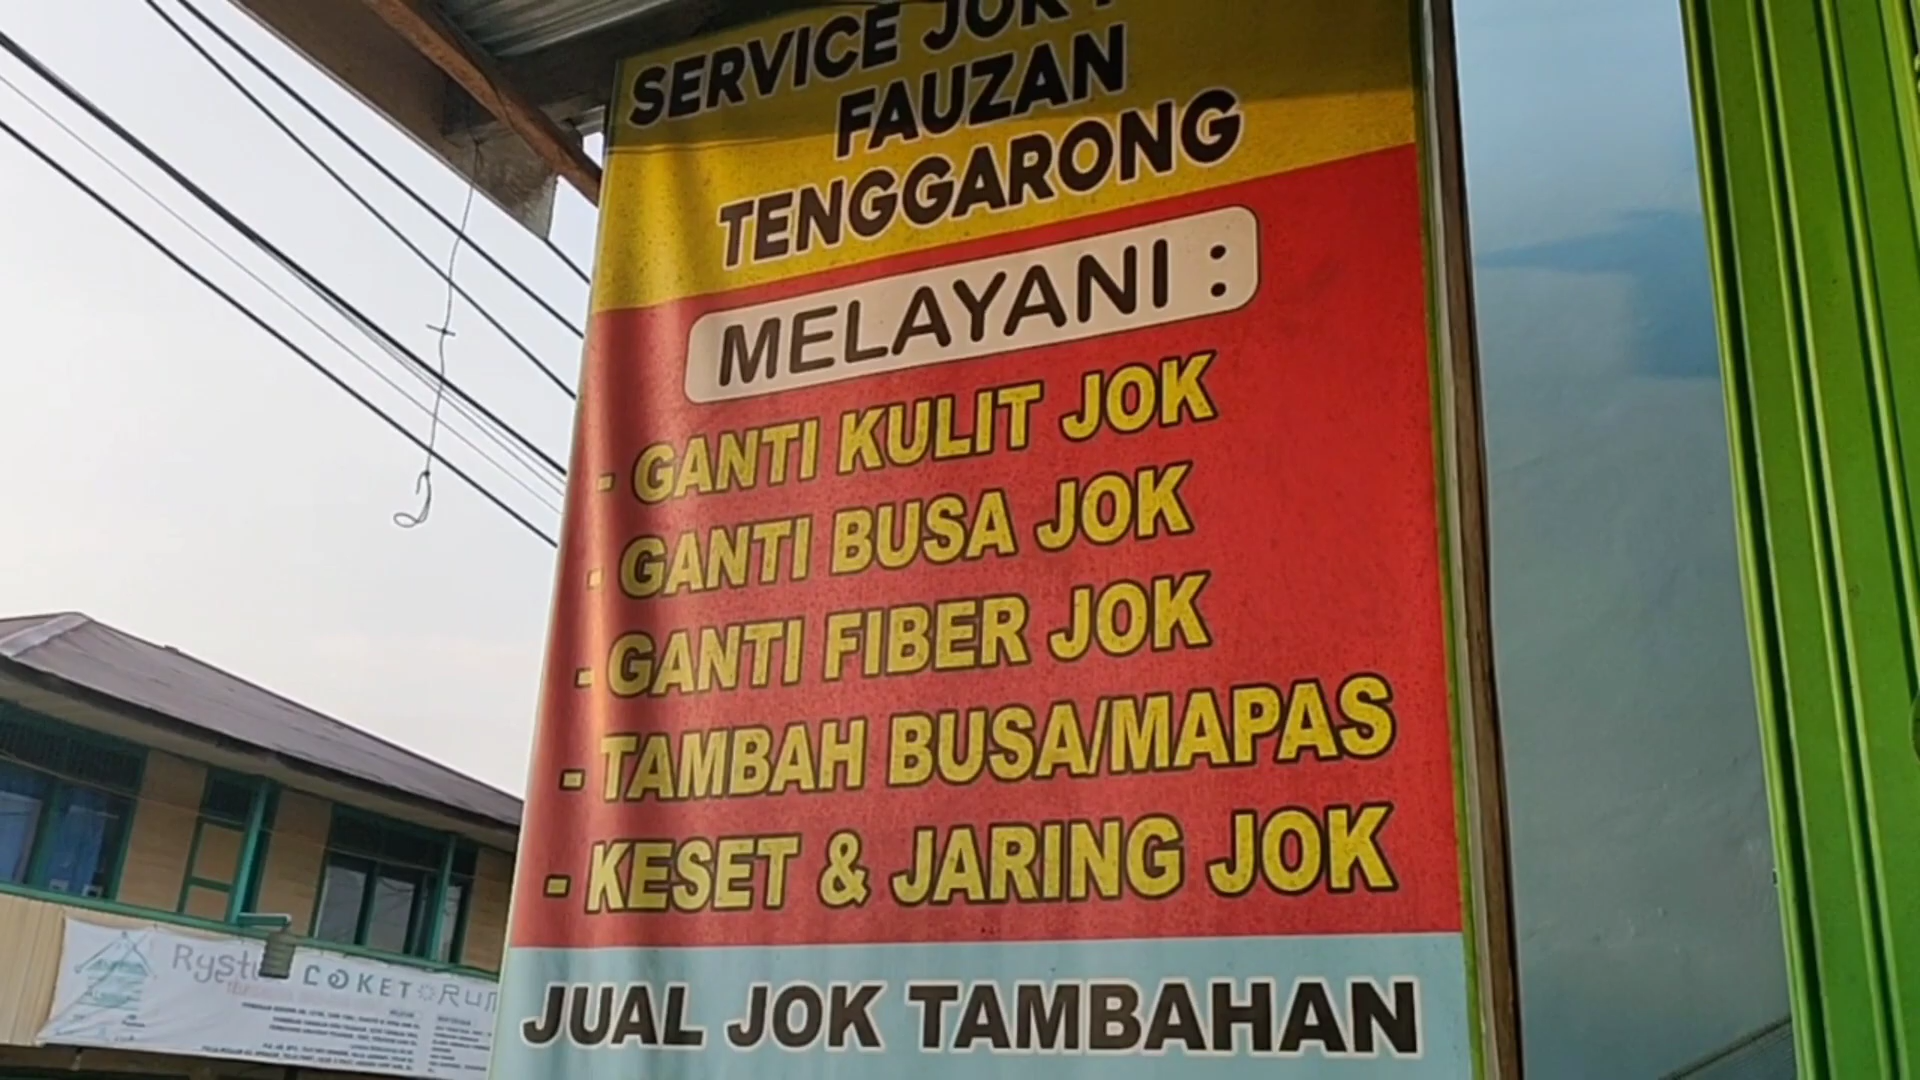 SERVICE JOK
FAUZAN
TENGGARONG
MELAYANI :
- GANTI KULIT JOK
- GANTI BUSA JOK
- GANTI FIBER JOK
- TAMBAH BUSA/MAPAS
- KESET & JARING JOK
JUAL JOK TAMBAHAN
LOKET